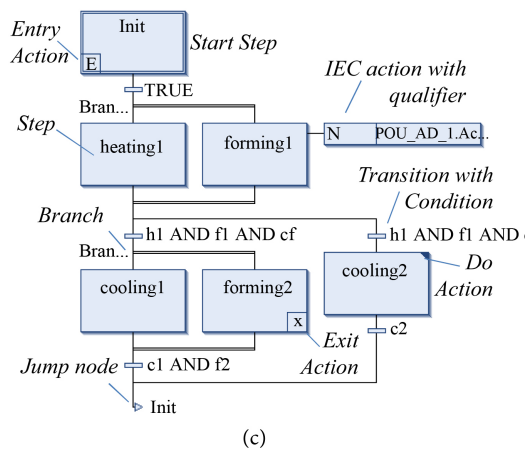 Entry
Action
Init
E
Start Step
TRUE
Bran...
IEC action with
qualifier
Step
heating1
forming1
N
POU_AD_1.Ac...
Transition with
Condition
Branch
h1 AND f1 AND cf
h1 AND f1 AND
Bran...
cooling1
forming2
x
cooling2
Do
Action
Exit
Action
c2
Jump node
c1 AND f2
Init
(c)